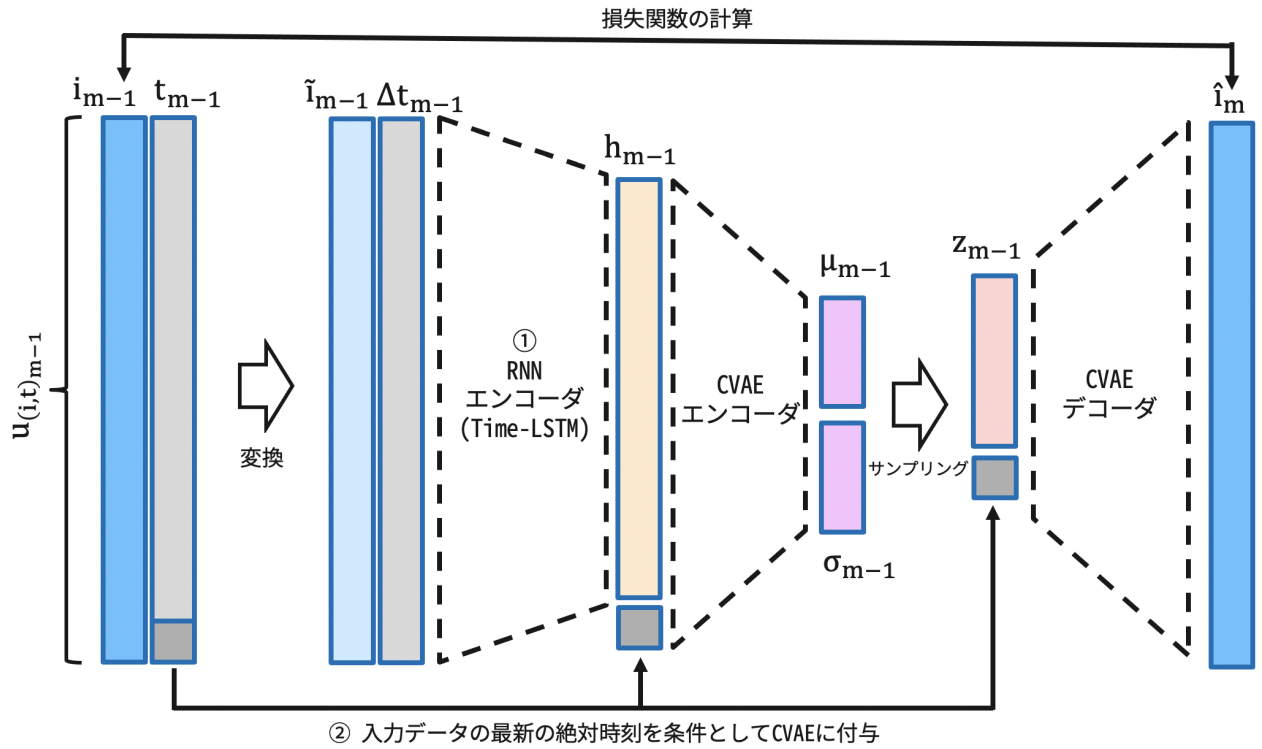 損失関数の計算
i_{m−1} t_{m−1}
ĩ_{m−1} Δt_{m−1}
î_m
h_{m−1}
μ_{m−1}
z_{m−1}
u_{(i,t)_{m−1}}
変換
①
RNN
エンコーダ
(Time-LSTM)
CVAE
エンコーダ
サンプリング
CVAE
デコーダ
σ_{m−1}
② 入力データの最新の絶対時刻を条件としてCVAEに付与